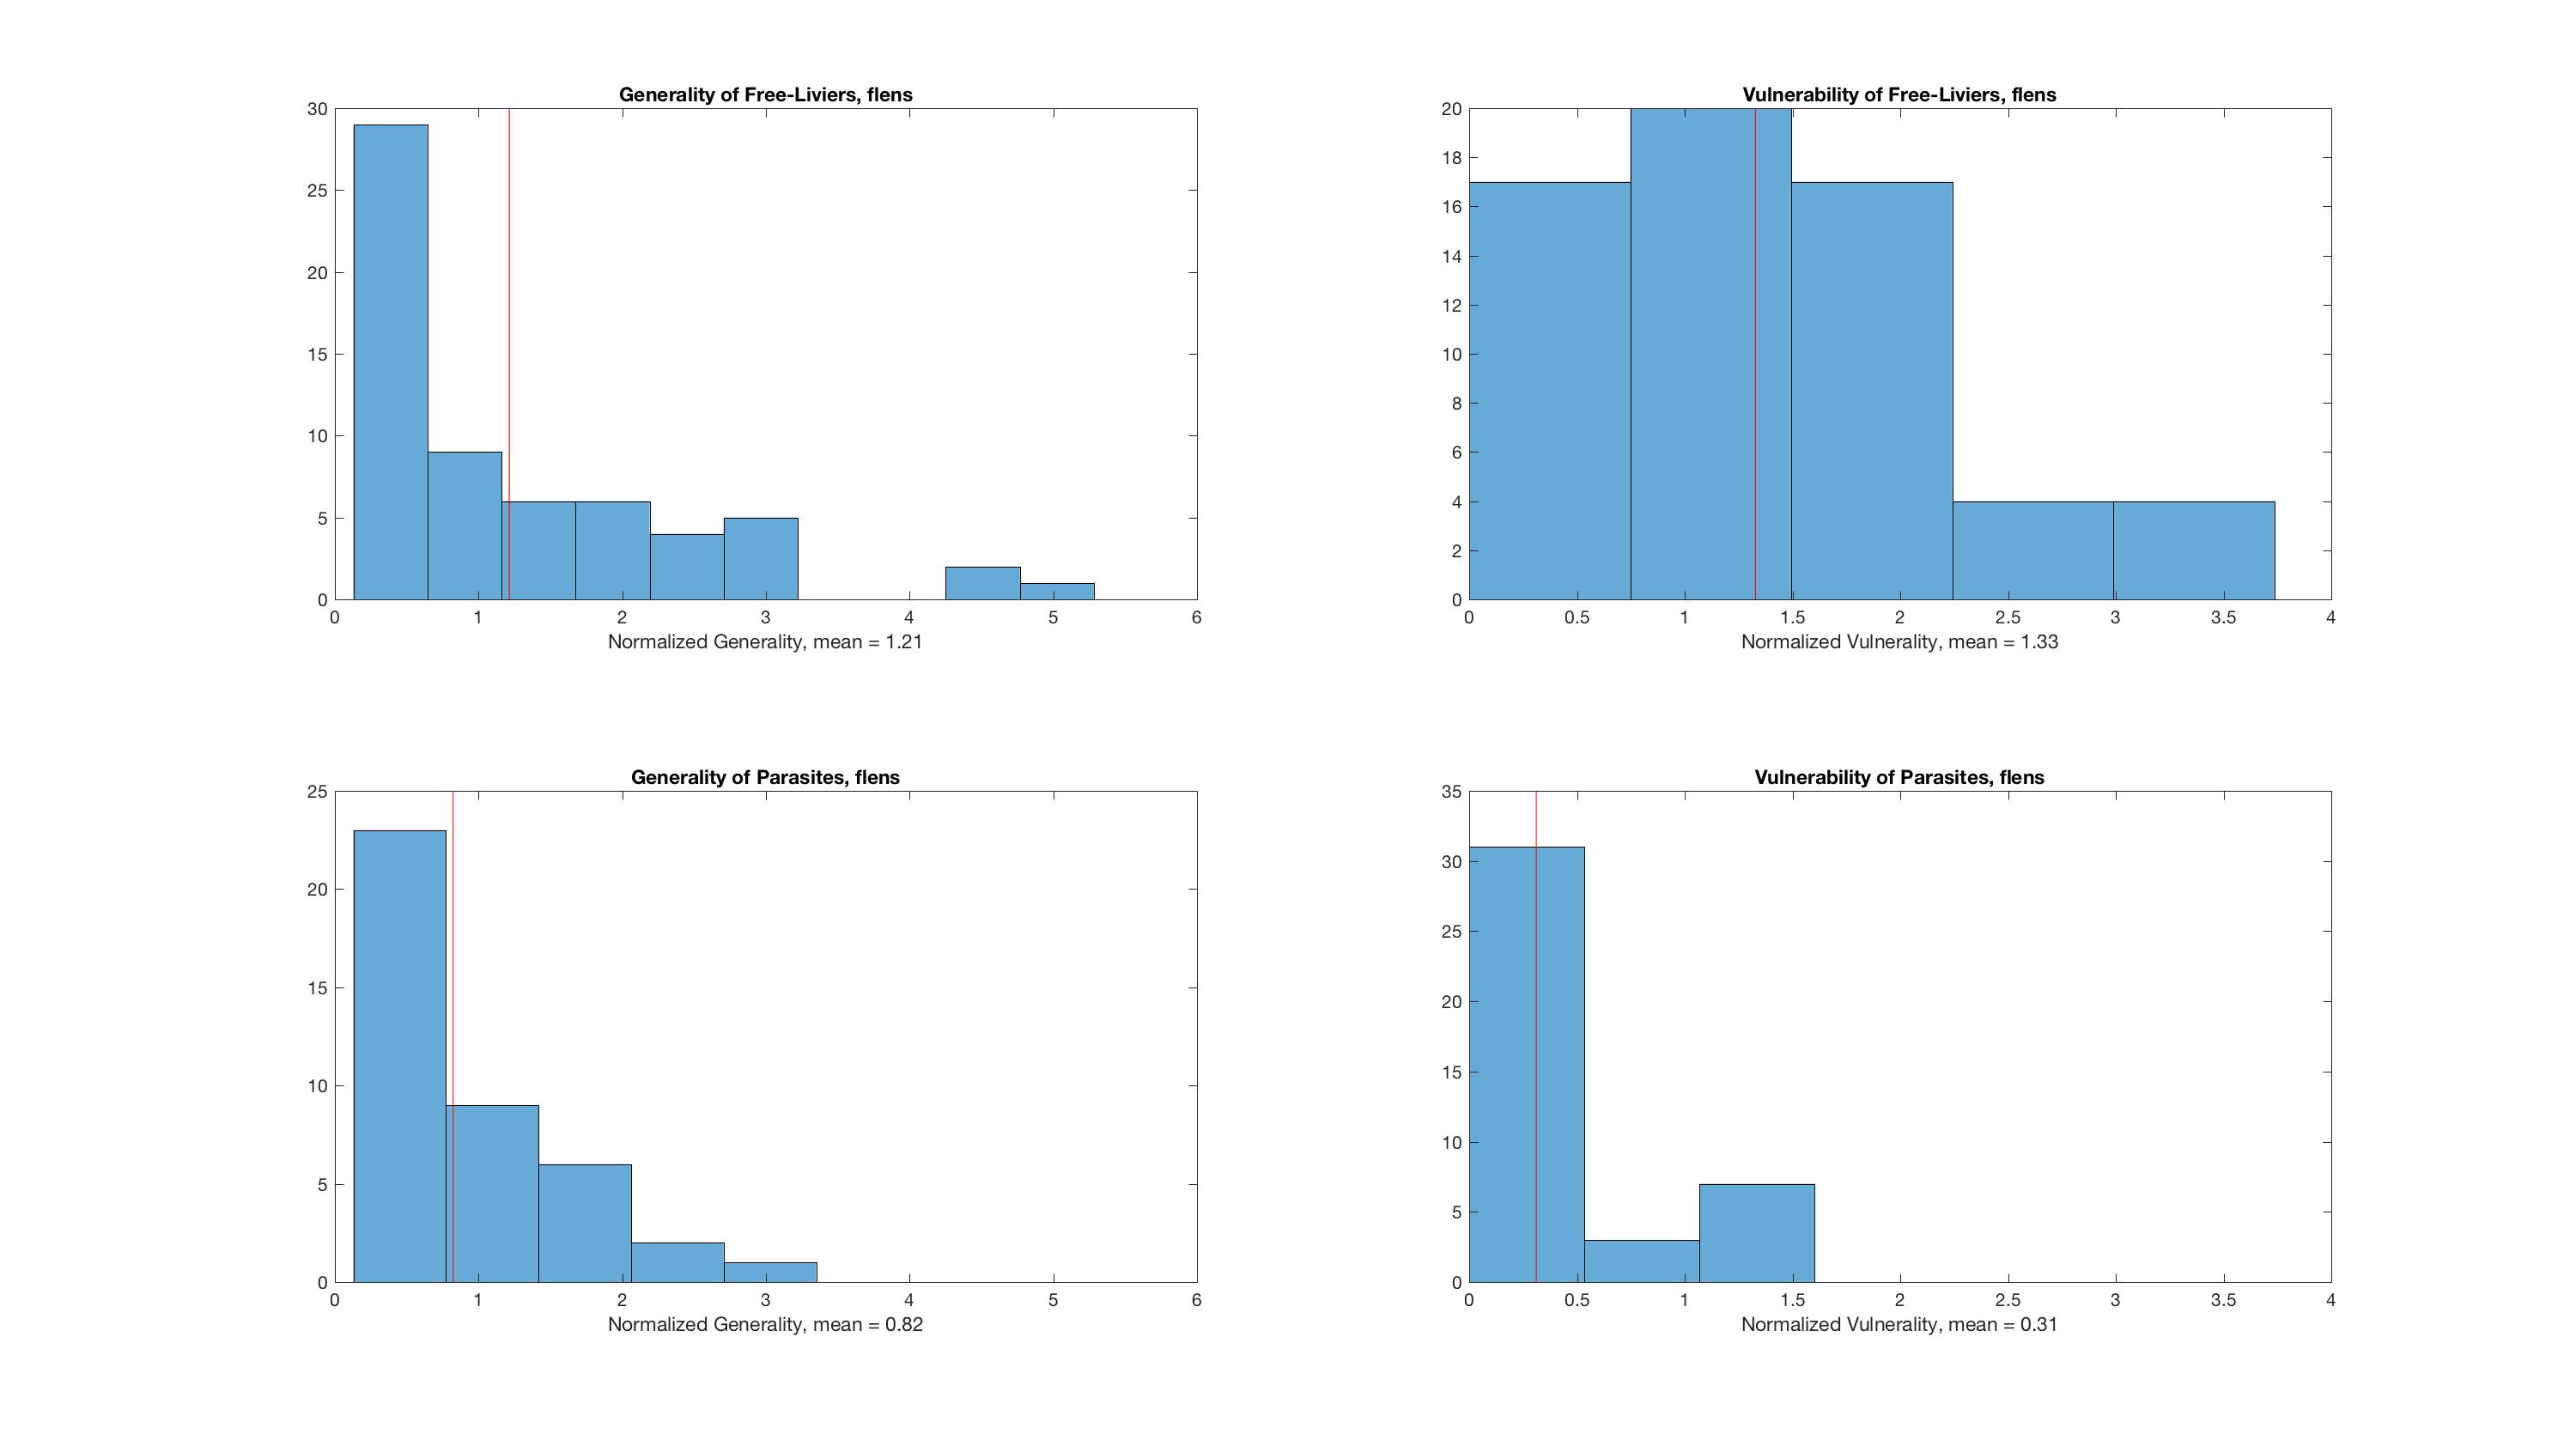 Generality of Free-Liviers, flens
30
25
20
15
10
5
0
0 1 2 3 4 5 6
Normalized Generality, mean = 1.21
Vulnerability of Free-Liviers, flens
20
18
16
14
12
10
8
6
4
2
0
0 0.5 1 1.5 2 2.5 3 3.5 4
Normalized Vulnerality, mean = 1.33
Generality of Parasites, flens
25
20
15
10
5
0
0 1 2 3 4 5 6
Normalized Generality, mean = 0.82
Vulnerability of Parasites, flens
35
30
25
20
15
10
5
0
0 0.5 1 1.5 2 2.5 3 3.5 4
Normalized Vulnerality, mean = 0.31